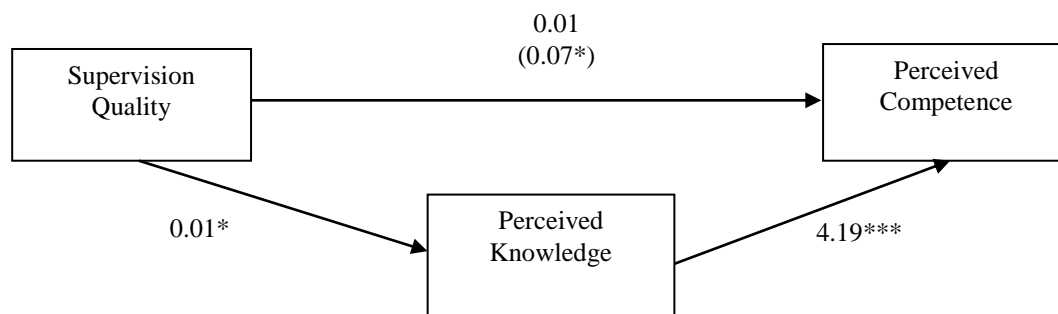 0.01
(0.07*)
Supervision
Quality
Perceived
Competence
0.01*
Perceived
Knowledge
4.19***